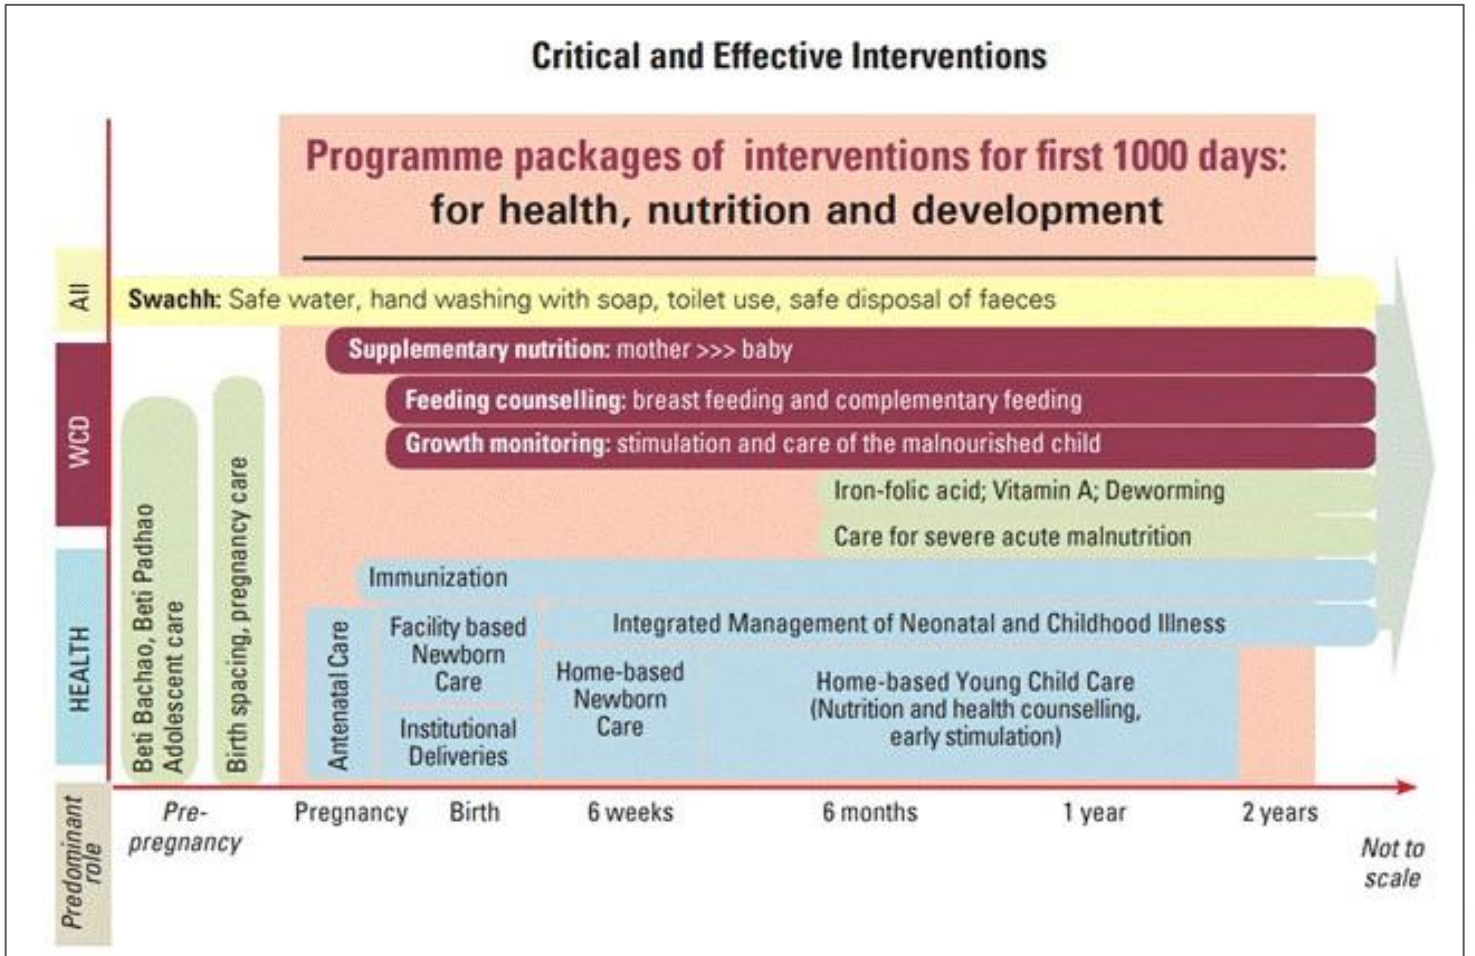 Critical and Effective Interventions
Programme packages of interventions for first 1000 days:
for health, nutrition and development
All
Swachh: Safe water, hand washing with soap, toilet use, safe disposal of faeces
WCD
Supplementary nutrition: mother >>> baby
Feeding counselling: breast feeding and complementary feeding
Growth monitoring: stimulation and care of the malnourished child
Iron-folic acid; Vitamin A; Deworming
Care for severe acute malnutrition
HEALTH
Beti Bachao, Beti Padhao
Adolescent care
Birth spacing, pregnancy care
Immunization
Antenatal Care
Facility based
Newborn
Care
Institutional
Deliveries
Integrated Management of Neonatal and Childhood Illness
Home-based
Newborn
Care
Home-based Young Child Care
(Nutrition and health counselling,
early stimulation)
Predominant
role
Pre-
pregnancy
Pregnancy
Birth
6 weeks
6 months
1 year
2 years
Not to
scale